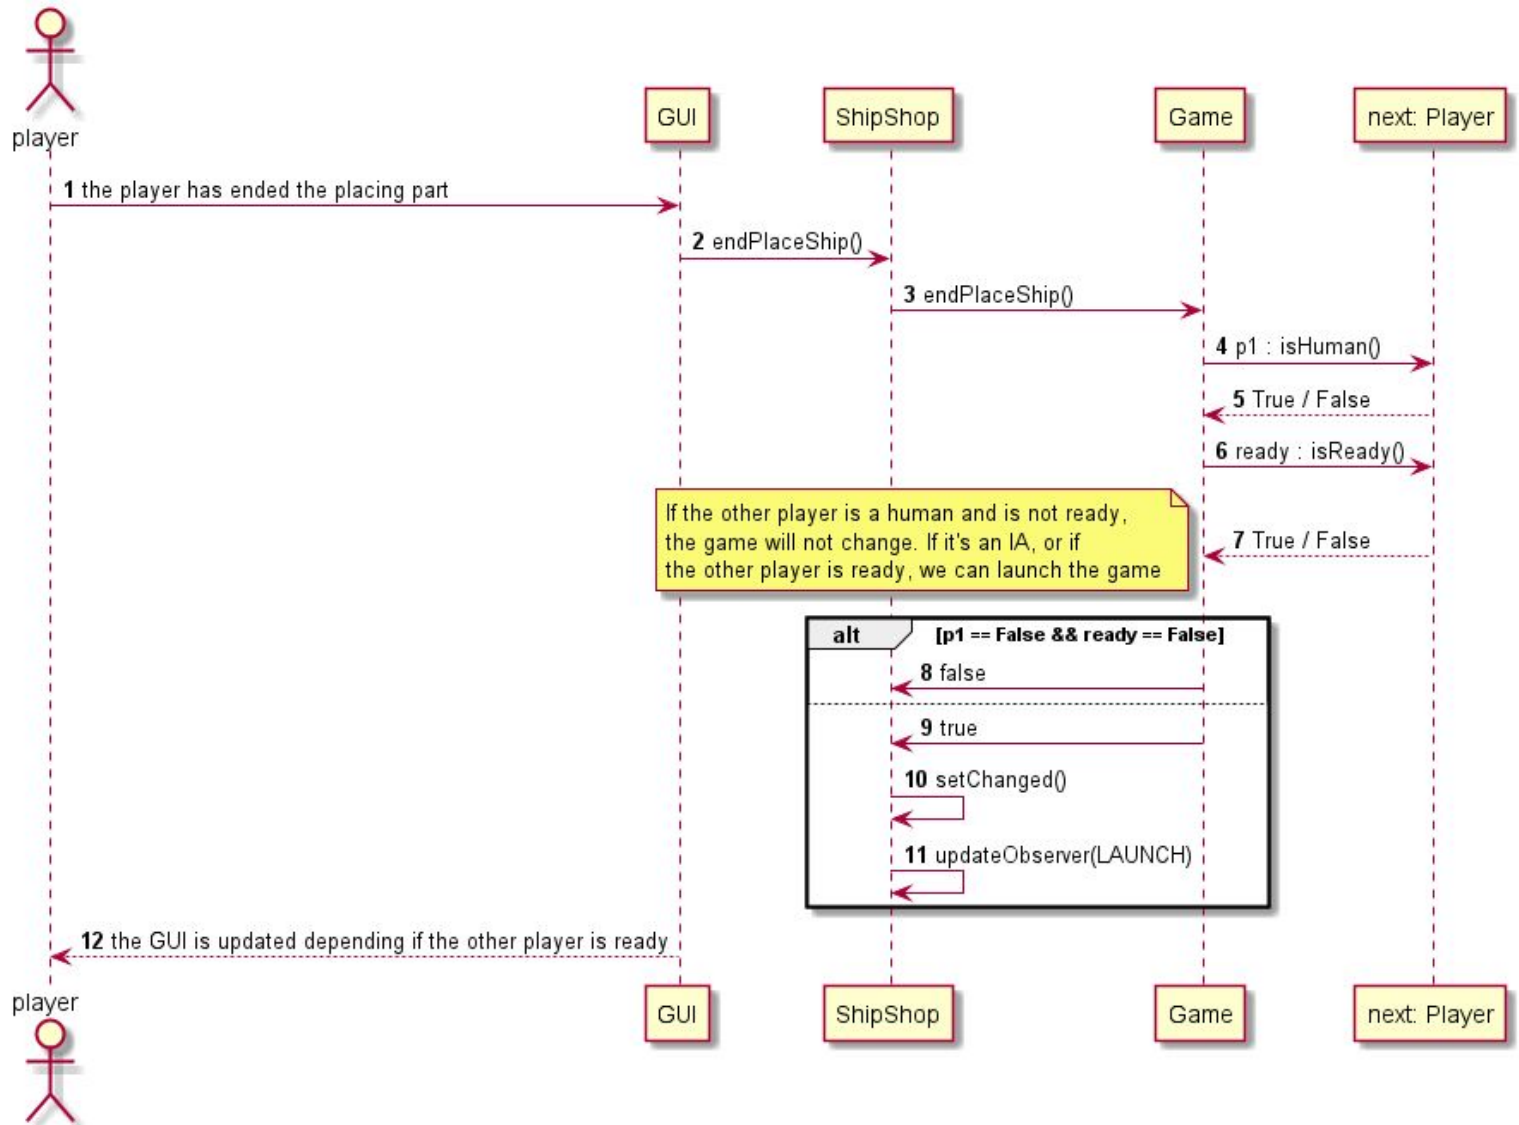 player
GUI
ShipShop
Game
next: Player
1 the player has ended the placing part
2 endPlaceShip()
3 endPlaceShip()
4 p1 : isHuman()
5 True / False
6 ready : isReady()
If the other player is a human and is not ready,
the game will not change. If it's an IA, or if
the other player is ready, we can launch the game
7 True / False
alt [p1 == False && ready == False]
8 false
9 true
10 setChanged()
11 updateObserver(LAUNCH)
12 the GUI is updated depending if the other player is ready
player
GUI
ShipShop
Game
next: Player